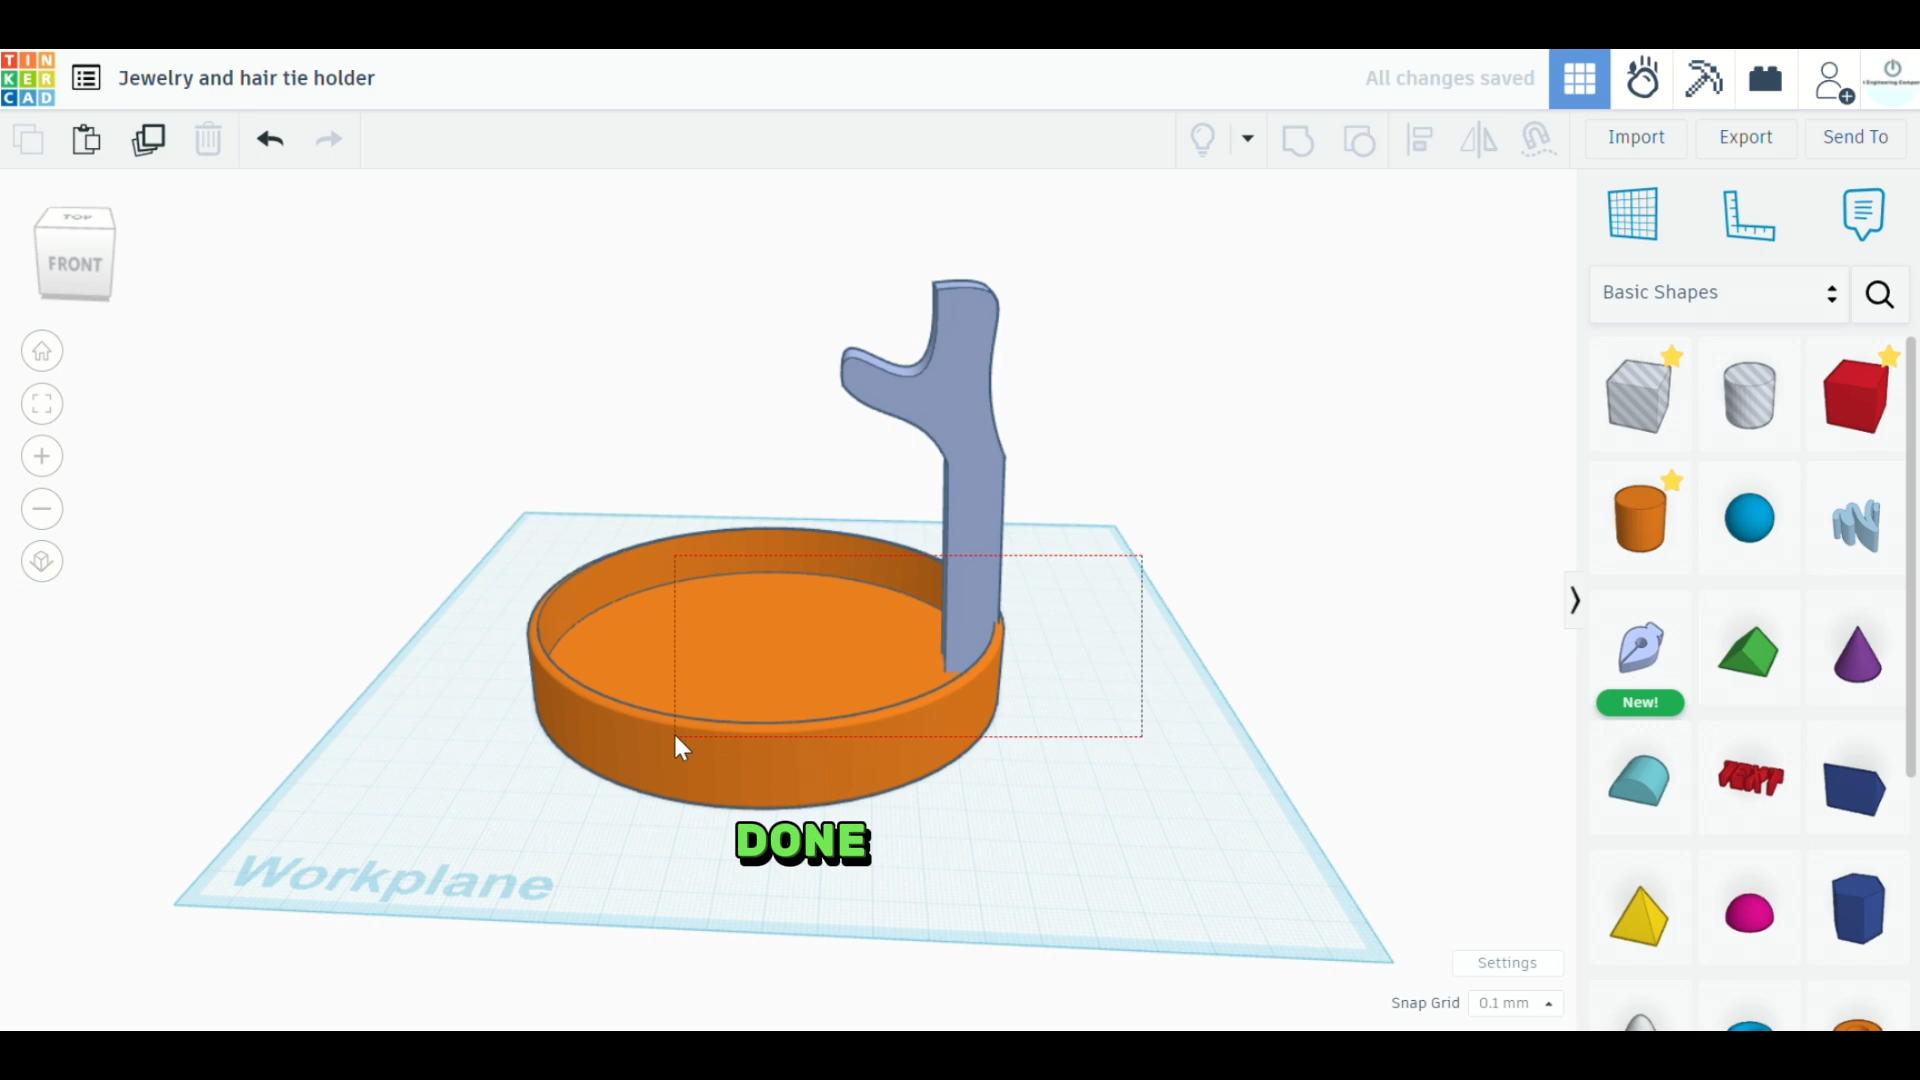 TIN
KER
CAD
Jewelry and hair tie holder
All changes saved
Import
Export
Send To
TOP
FRONT
Basic Shapes
New!
TEXT
Workplane
DONE
Settings
Snap Grid
0.1 mm